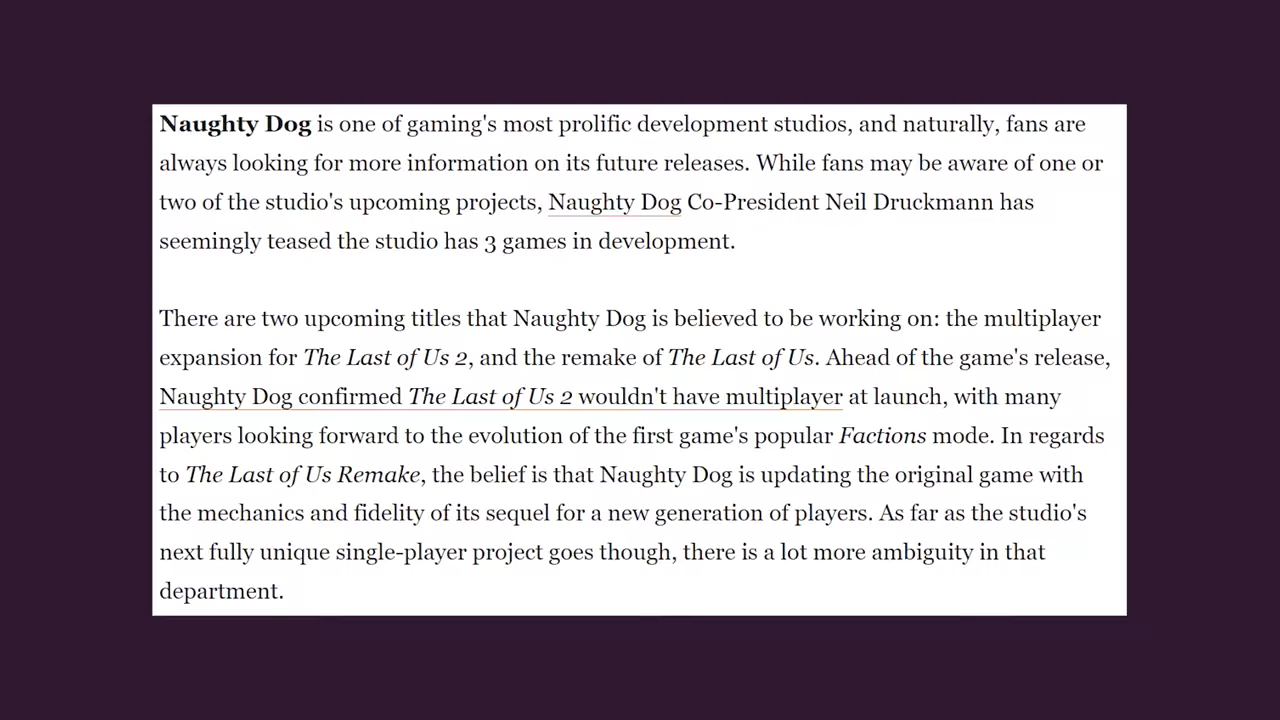 Naughty Dog is one of gaming's most prolific development studios, and naturally, fans are
always looking for more information on its future releases. While fans may be aware of one or
two of the studio's upcoming projects, Naughty Dog Co-President Neil Druckmann has
seemingly teased the studio has 3 games in development.
There are two upcoming titles that Naughty Dog is believed to be working on: the multiplayer
expansion for The Last of Us 2, and the remake of The Last of Us. Ahead of the game's release,
Naughty Dog confirmed The Last of Us 2 wouldn't have multiplayer at launch, with many
players looking forward to the evolution of the first game's popular Factions mode. In regards
to The Last of Us Remake, the belief is that Naughty Dog is updating the original game with
the mechanics and fidelity of its sequel for a new generation of players. As far as the studio's
next fully unique single-player project goes though, there is a lot more ambiguity in that
department.